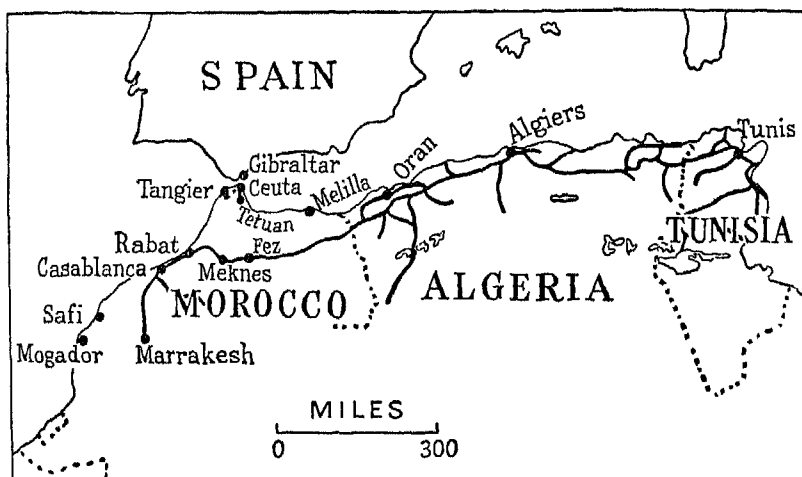 SPAIN
Gibraltar
Tangier
Ceuta
Tetuan
Melilla
Oran
Algiers
Tunis
Rabat
Fez
Casablanca
Meknes
MOROCCO
ALGERIA
TUNISIA
Safi
Mogador
Marrakesh
MILES
0 300